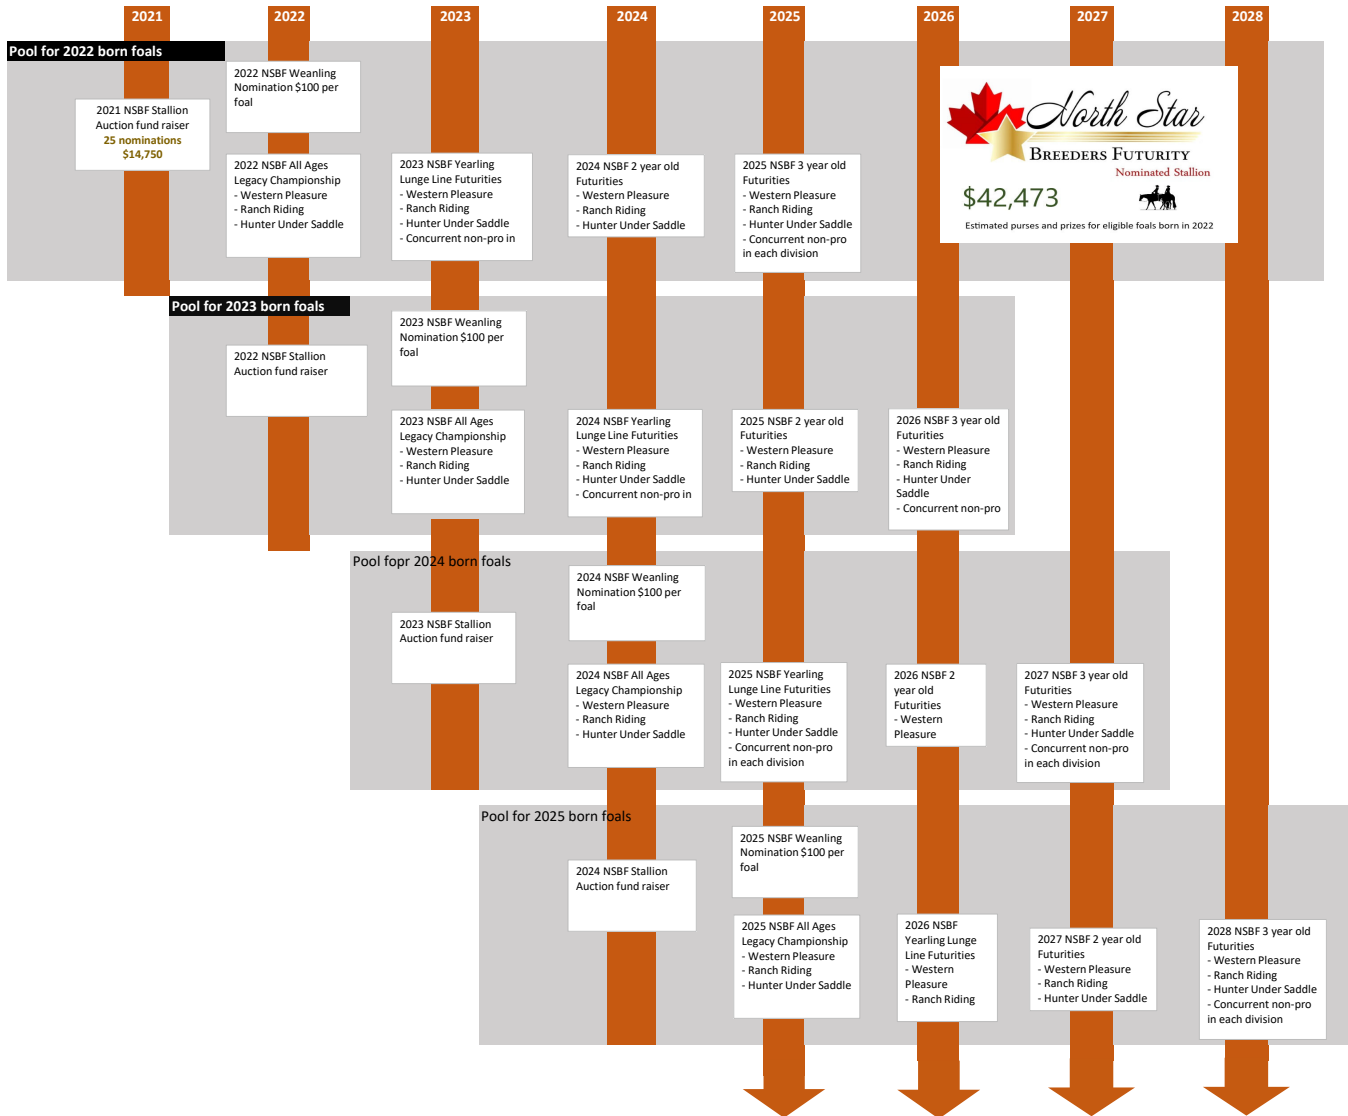 2021 2022 2023 2024 2025 2026 2027 2028
Pool for 2022 born foals
2021 NSBF Stallion
Auction fund raiser
25 nominations
$14,750
2022 NSBF Weanling
Nomination $100 per
foal
2022 NSBF All Ages
Legacy Championship
- Western Pleasure
- Ranch Riding
- Hunter Under Saddle
2023 NSBF Yearling
Lunge Line Futurities
- Western Pleasure
- Ranch Riding
- Hunter Under Saddle
- Concurrent non-pro in
2024 NSBF 2 year old
Futurities
- Western Pleasure
- Ranch Riding
- Hunter Under Saddle
2025 NSBF 3 year old
Futurities
- Western Pleasure
- Ranch Riding
- Hunter Under Saddle
- Concurrent non-pro
in each division
North Star
BREEDERS FUTURITY
Nominated Stallion
$42,473
Estimated purses and prizes for eligible foals born in 2022
Pool for 2023 born foals
2022 NSBF Stallion
Auction fund raiser
2023 NSBF Weanling
Nomination $100 per
foal
2023 NSBF All Ages
Legacy Championship
- Western Pleasure
- Ranch Riding
- Hunter Under Saddle
2024 NSBF Yearling
Lunge Line Futurities
- Western Pleasure
- Ranch Riding
- Hunter Under Saddle
- Concurrent non-pro in
2025 NSBF 2 year old
Futurities
- Western Pleasure
- Ranch Riding
- Hunter Under Saddle
2026 NSBF 3 year old
Futurities
- Western Pleasure
- Ranch Riding
- Hunter Under
Saddle
- Concurrent non-pro
Pool fopr 2024 born foals
2023 NSBF Stallion
Auction fund raiser
2024 NSBF Weanling
Nomination $100 per
foal
2024 NSBF All Ages
Legacy Championship
- Western Pleasure
- Ranch Riding
- Hunter Under Saddle
2025 NSBF Yearling
Lunge Line Futurities
- Western Pleasure
- Ranch Riding
- Hunter Under Saddle
- Concurrent non-pro
in each division
2026 NSBF 2
year old
Futurities
- Western
Pleasure
2027 NSBF 3 year old
Futurities
- Western Pleasure
- Ranch Riding
- Hunter Under Saddle
- Concurrent non-pro
in each division
Pool for 2025 born foals
2024 NSBF Stallion
Auction fund raiser
2025 NSBF Weanling
Nomination $100 per
foal
2025 NSBF All Ages
Legacy Championship
- Western Pleasure
- Ranch Riding
- Hunter Under Saddle
2026 NSBF
Yearling Lunge
Line Futurities
- Western
Pleasure
- Ranch Riding
2027 NSBF 2 year old
Futurities
- Western Pleasure
- Ranch Riding
- Hunter Under Saddle
2028 NSBF 3 year old
Futurities
- Western Pleasure
- Ranch Riding
- Hunter Under Saddle
- Concurrent non-pro
in each division